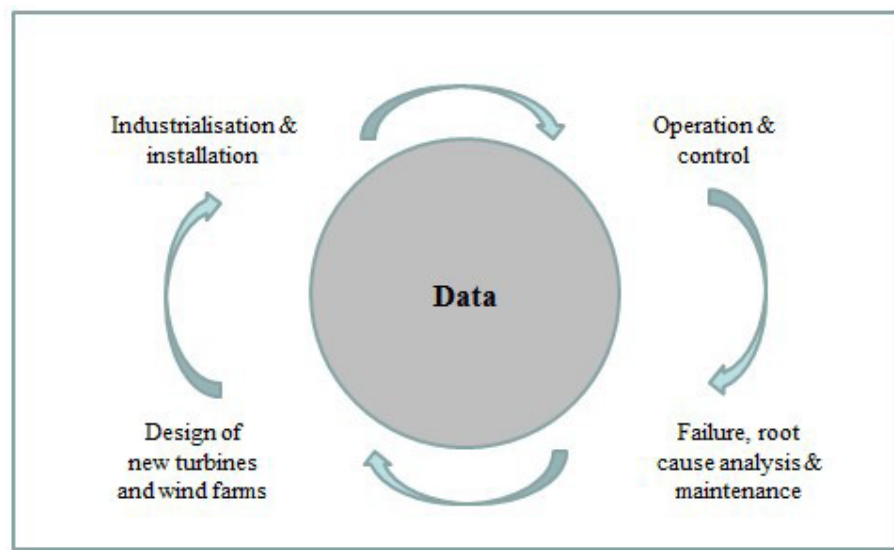 Industrialisation &
installation
Operation &
control
Data
Design of
new turbines
and wind farms
Failure, root
cause analysis &
maintenance